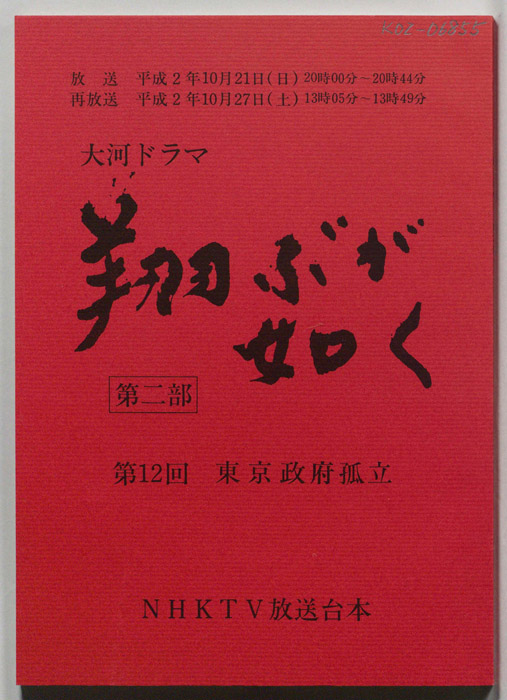 KDZ-06855
放送 平成2年10月21日(日) 20時00分~20時44分
再放送 平成2年10月27日(土) 13時05分~13時49分
大河ドラマ
翔ぶが
如く
第二部
第12回 東京政府孤立
NHKTV放送台本